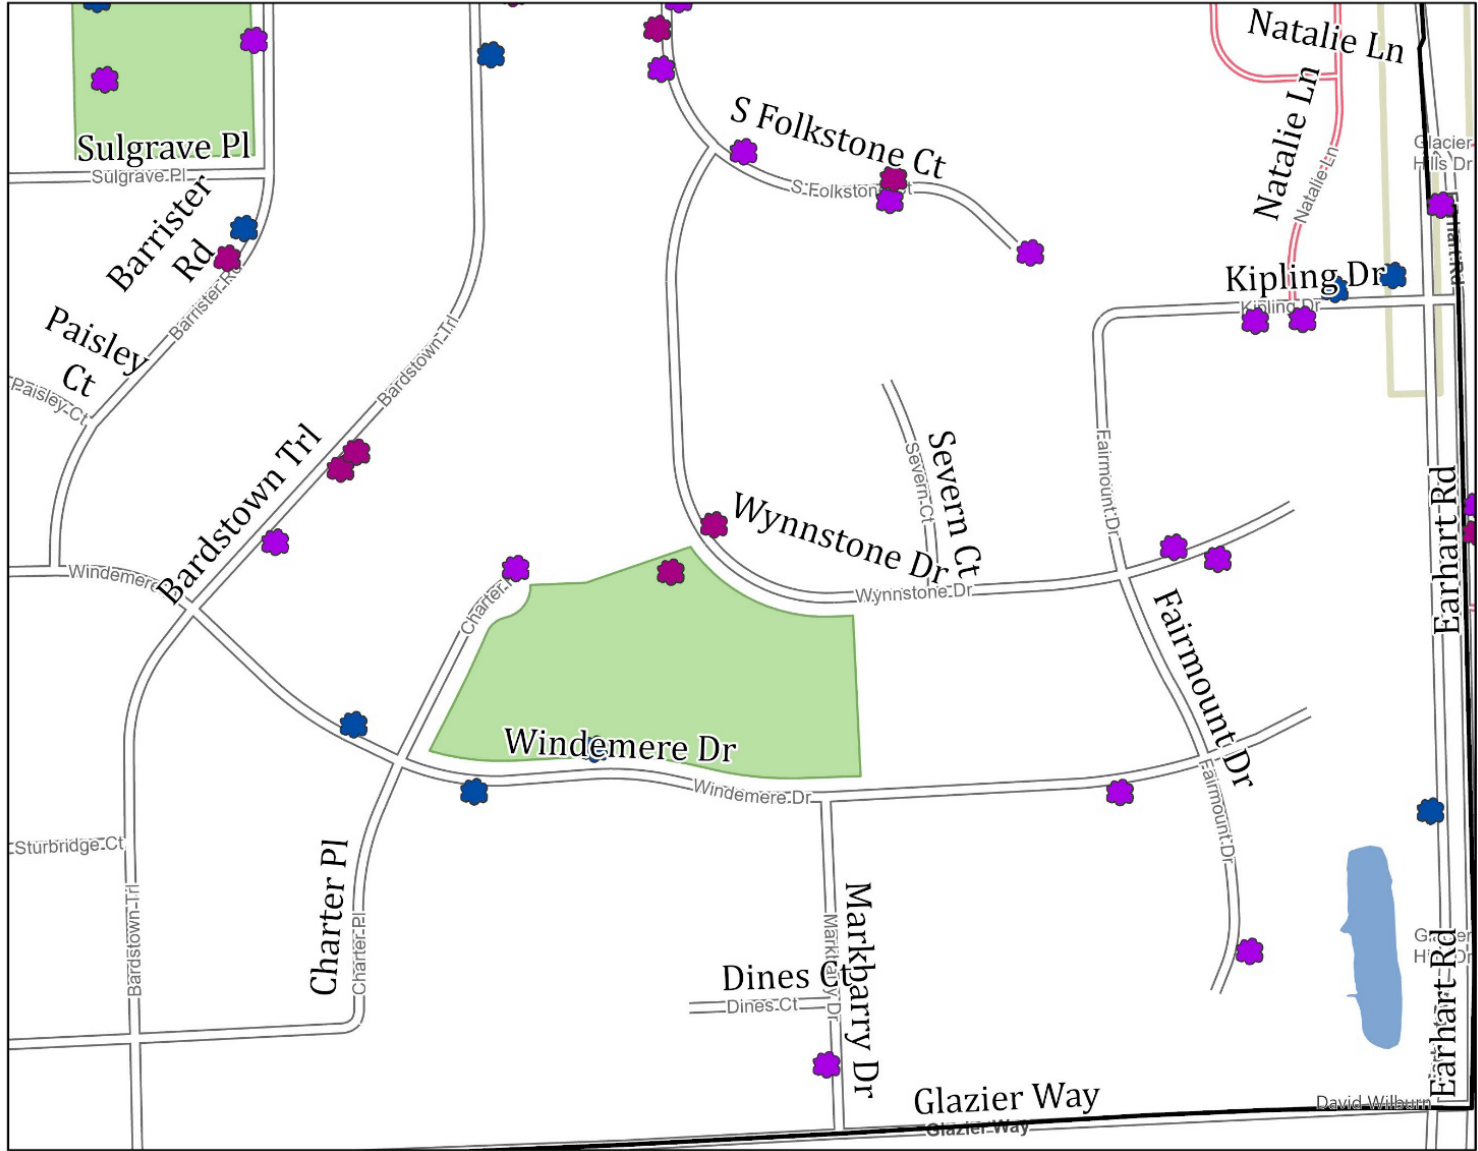 Natalie Ln
S Folkstone Ct
Natalie Ln
Natalie Ln
Glacier
Hills Dr
Sulgrave Pl
Sulgrave Pl
S Folkston
Barrister
Rd
Barrister Rd
Earhart Rd
Kipling Dr
Kipling Dr
Paisley
Ct
Paisley Ct
Bardstown Trl
Bardstown Trl
Severn Ct
Severn Ct
Fairmount Dr
Wynnstone Dr
Wynnstone Dr
Earhart Rd
Windemere
Charter
Fairmount Dr
Fairmount Dr
Windemere Dr
Windemere Dr
Sturbridge Ct
Bardstown Trl
Charter Pl
Charter Pl
Markbarry Dr
Markbarry Dr
Dines Ct
Dines Ct
Earhart Rd
Glazier Way
Glazier Way
David Wilburn